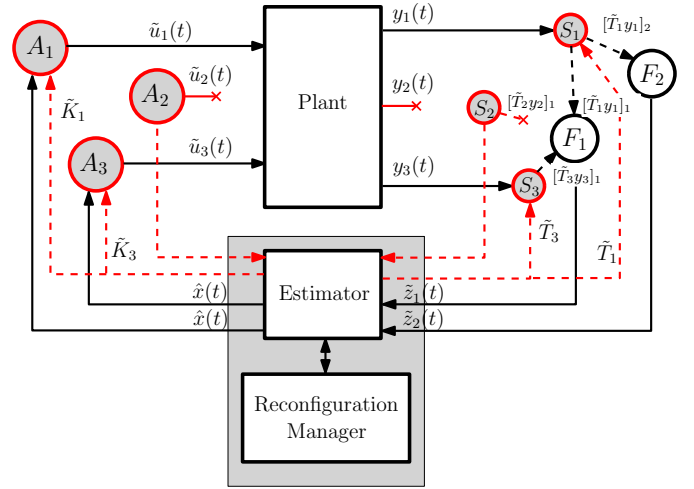 A₁
ũ₁(t)
y₁(t)
S₁
[T̃₁y₁]₂
F₂
K̃₁
A₂
ũ₂(t)
Plant
y₂(t)
S₂
[T̃₂y₂]₁
[T̃₁y₁]₁
F₁
A₃
ũ₃(t)
y₃(t)
S₃
[T̃₃y₃]₁
K̃₃
T̃₃
T̃₁
x̂(t)
Estimator
z̃₁(t)
x̂(t)
z̃₂(t)
Reconfiguration
Manager